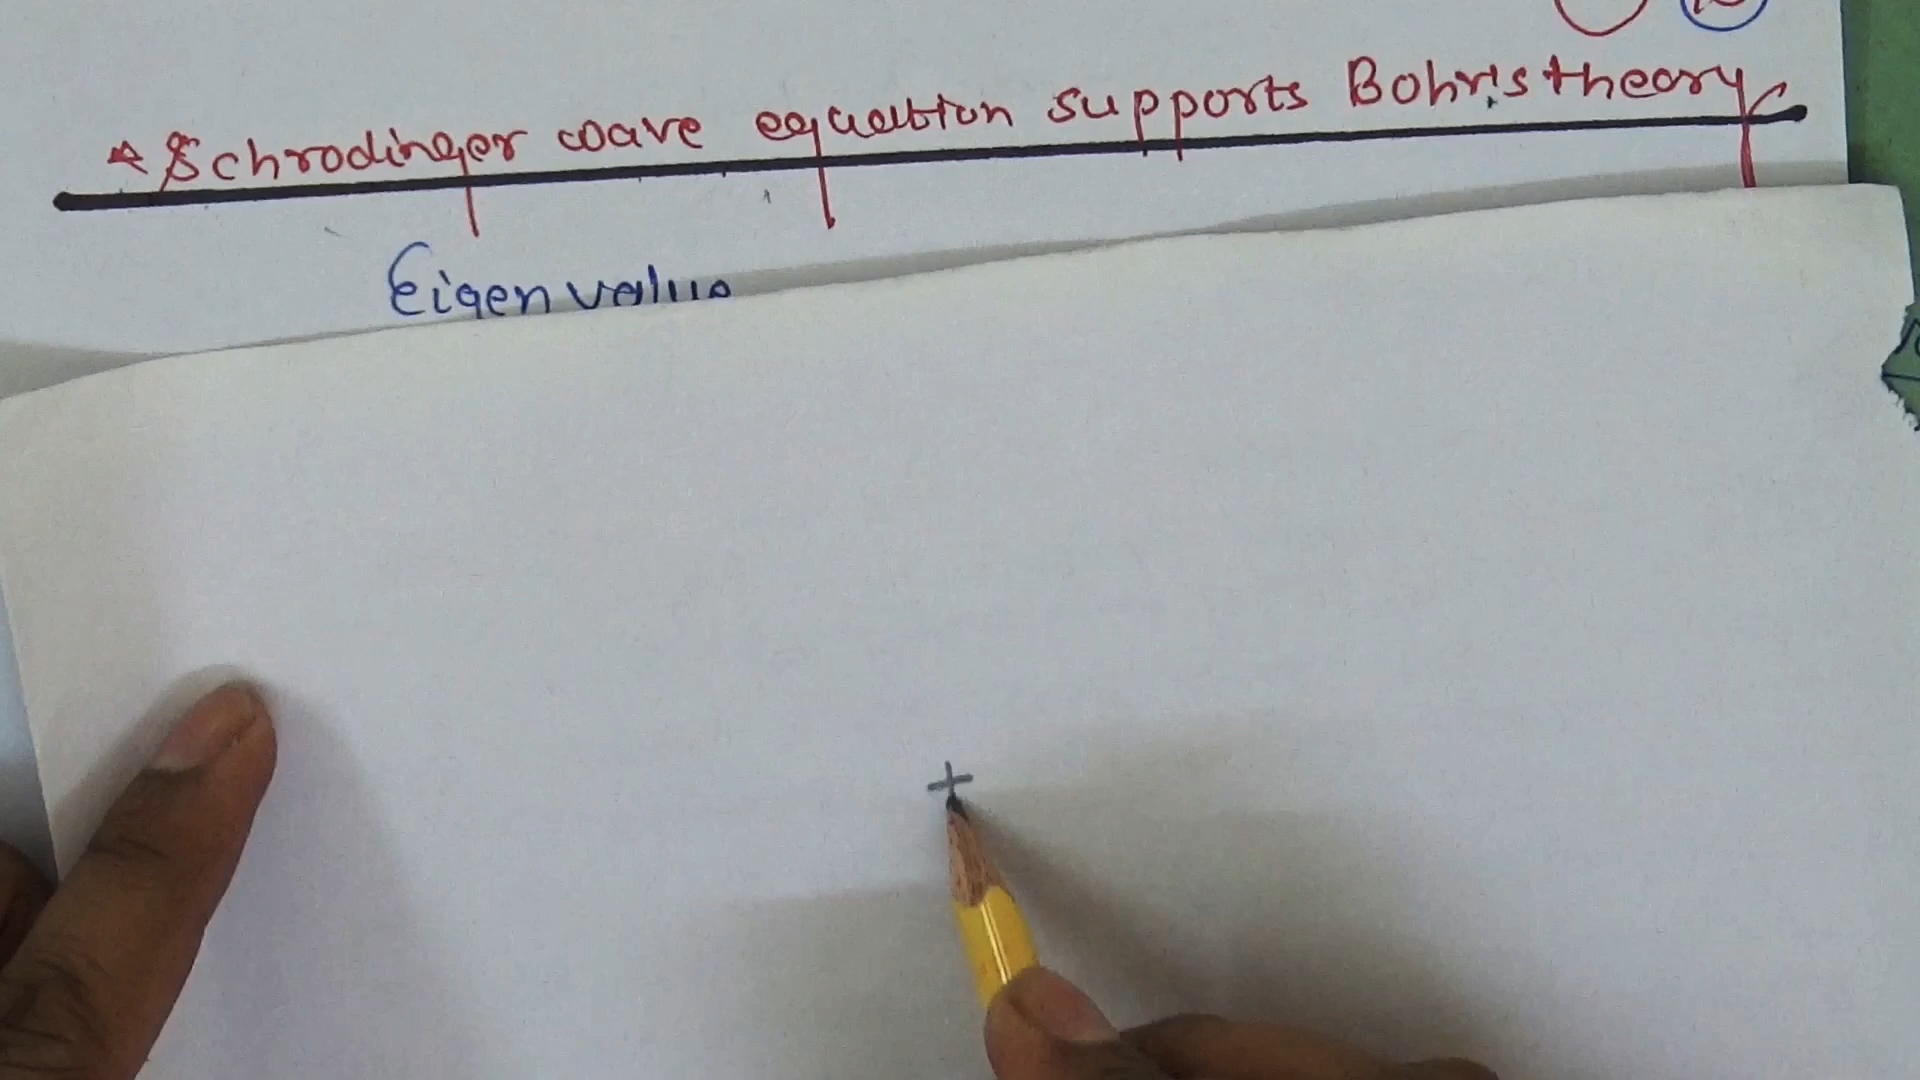 * Schrodinger wave equation supports Bohr's theory
Eigen value
+